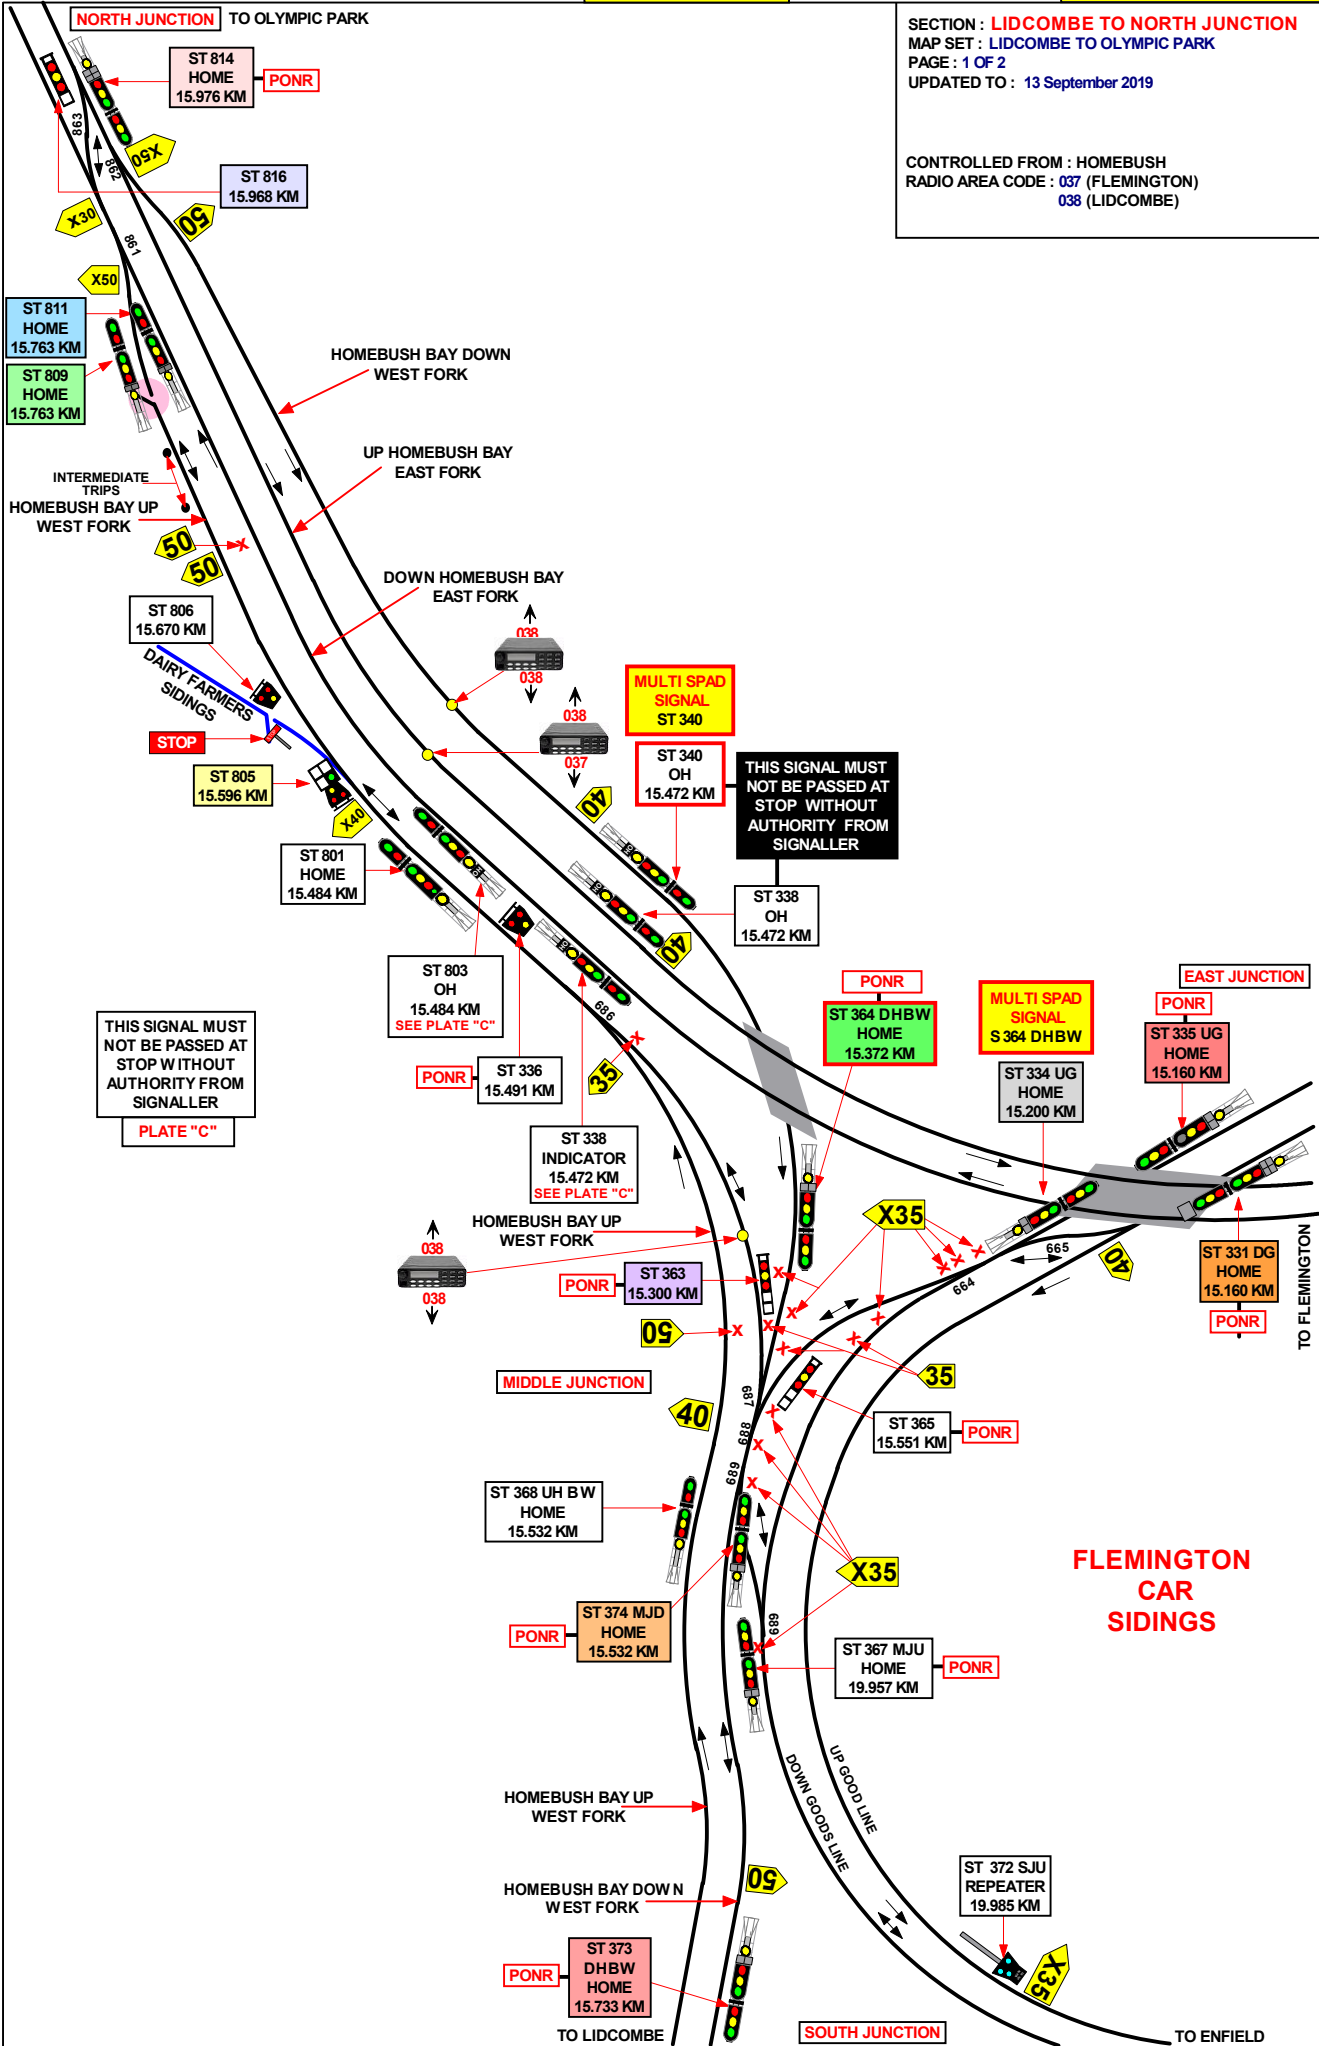 NORTH JUNCTION TO OLYMPIC PARK
SECTION : LIDCOMBE TO NORTH JUNCTION
MAP SET : LIDCOMBE TO OLYMPIC PARK
PAGE : 1 OF 2
UPDATED TO : 13 September 2019
CONTROLLED FROM : HOMEBUSH
RADIO AREA CODE : 037 (FLEMINGTON)
038 (LIDCOMBE)
ST 814
HOME
15.976 KM
PONR
863
862
X50
ST 816
15.968 KM
X30
50
861
X50
ST 811
HOME
15.763 KM
ST 809
HOME
15.763 KM
HOMEBUSH BAY DOWN
WEST FORK
UP HOMEBUSH BAY
EAST FORK
INTERMEDIATE
TRIPS
HOMEBUSH BAY UP
WEST FORK
50
50
X
DOWN HOMEBUSH BAY
EAST FORK
ST 806
15.670 KM
DAIRY FARMERS
SIDINGS
STOP
ST 805
15.596 KM
X40
038
038
038
037
MULTI SPAD
SIGNAL
ST 340
ST 340
OH
15.472 KM
THIS SIGNAL MUST
NOT BE PASSED AT
STOP WITHOUT
AUTHORITY FROM
SIGNALLER
40
ST 801
HOME
15.484 KM
ST 338
OH
15.472 KM
40
ST 803
OH
15.484 KM
SEE PLATE "C"
686
35
X
PONR
ST 336
15.491 KM
ST 338
INDICATOR
15.472 KM
SEE PLATE "C"
THIS SIGNAL MUST
NOT BE PASSED AT
STOP WITHOUT
AUTHORITY FROM
SIGNALLER
PLATE "C"
PONR
ST 364 DHBW
HOME
15.372 KM
MULTI SPAD
SIGNAL
S 364 DHBW
EAST JUNCTION
PONR
ST 335 UG
HOME
15.160 KM
ST 334 UG
HOME
15.200 KM
X35
X
X
X
665
40
664
ST 331 DG
HOME
15.160 KM
PONR
TO FLEMINGTON
HOMEBUSH BAY UP
WEST FORK
038
038
PONR
ST 363
15.300 KM
X
X
X
50
X
X
X
X
35
MIDDLE JUNCTION
40
687
688
689
X
X
X
ST 365
15.551 KM
PONR
ST 368 UH BW
HOME
15.532 KM
X35
FLEMINGTON
CAR
SIDINGS
PONR
ST 374 MJD
HOME
15.532 KM
689
X
ST 367 MJU
HOME
19.957 KM
PONR
HOMEBUSH BAY UP
WEST FORK
DOWN GOODS LINE
UP GOOD LINE
HOMEBUSH BAY DOWN
WEST FORK
50
ST 372 SJU
REPEATER
19.985 KM
X35
PONR
ST 373
DHBW
HOME
15.733 KM
TO LIDCOMBE
SOUTH JUNCTION
TO ENFIELD